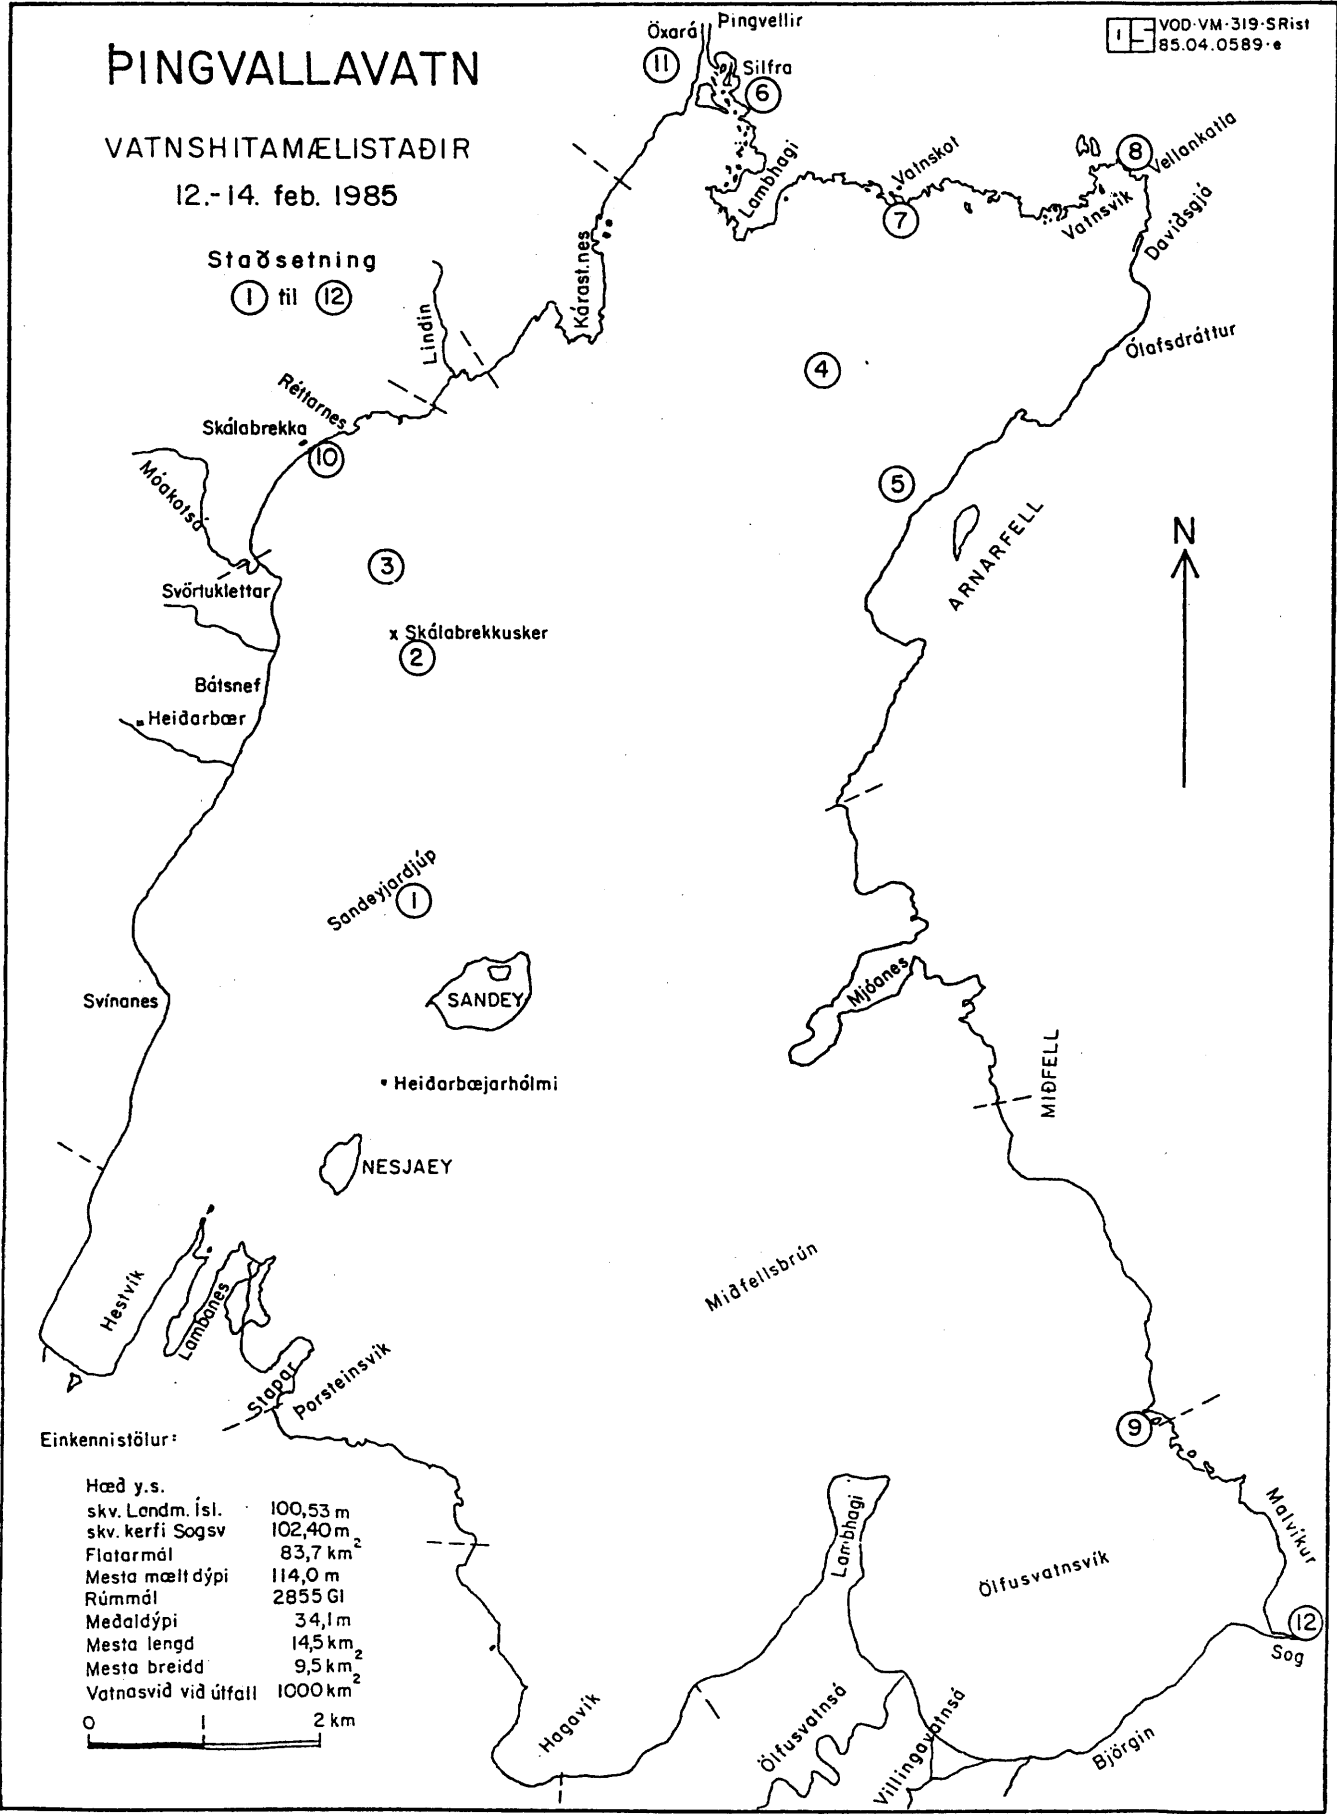 ÞINGVALLAVATN
VATNSHITAMÆLISTAÐIR
12.-14. feb. 1985
Staðsetning
1 til 12
VOD·VM·319·SRist
85.04.0589·e
Öxará
Þingvellir
11
Silfra
6
Lambhagi
Vatnskot
7
8
Vellankatla
Vatnsvik
Davíðsgjá
Ólafsdráttur
Kárast.nes
Lindin
4
Réttarnes
Skálabrekka
10
Móakotsá
5
ARNARFELL
N
3
Svörtuklettar
x Skálabrekkusker
2
Bátsnef
Heiðarbær
Sandeyjardjúp
1
SANDEY
Svínanes
Mjóanes
Heiðarbæjarhólmi
MIÐFELL
NESJAEY
Miðfellsbrún
Hestvík
Lambanes
Stapar
Þorsteinsvík
9
Malvíkur
Lambhagi
Ölfusvatnsvík
12
Sog
Hagavík
Ölfusvatnsá
Villingavatnsá
Björgin
Einkennistölur:
Hæð y.s.
skv. Landm. Ísl. 100,53 m
skv. kerfi Sogsv 102,40 m
Flatarmál 83,7 km²
Mesta mælt dýpi 114,0 m
Rúmmál 2855 Gl
Meðaldýpi 34,1 m
Mesta lengd 14,5 km
Mesta breidd 9,5 km²
Vatnasvið við útfall 1000 km²
0 1 2 km